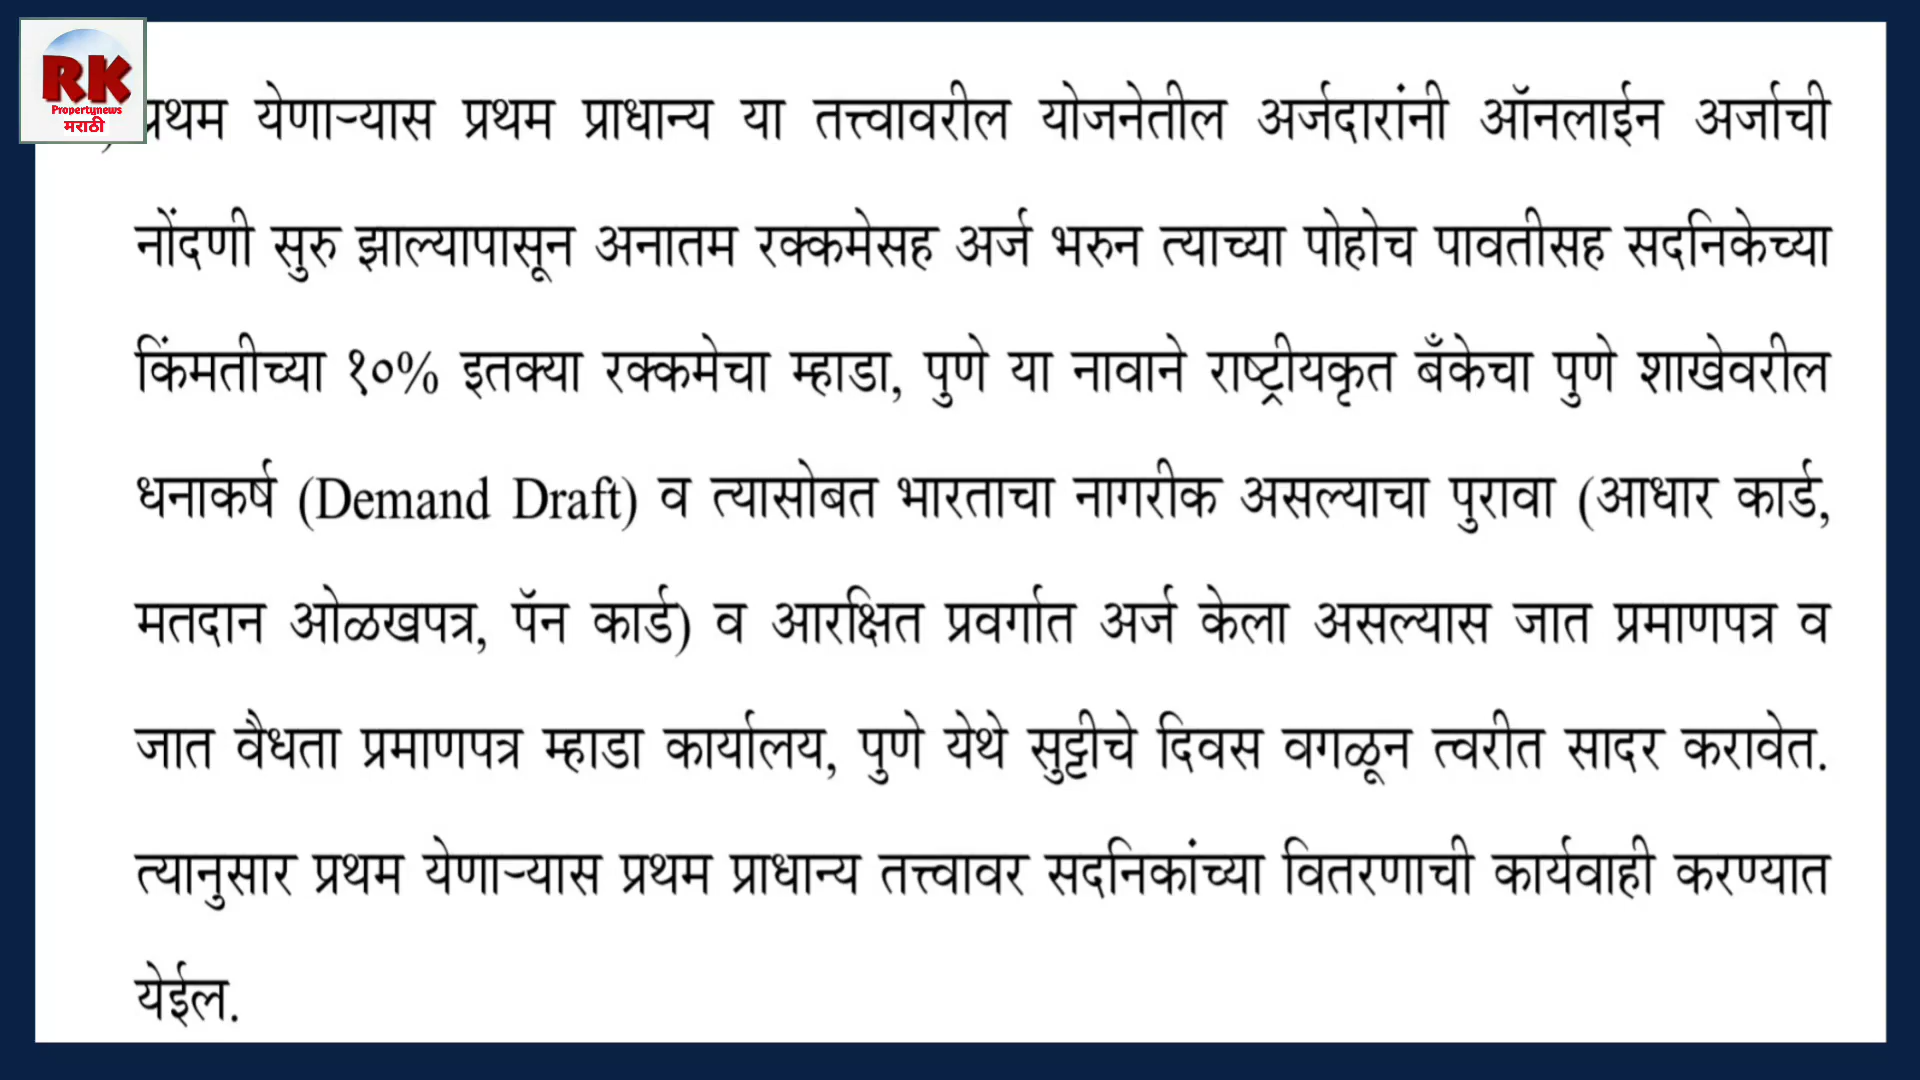 RK
Propertynews
मराठी
प्रथम येणाऱ्यास प्रथम प्राधान्य या तत्त्वावरील योजनेतील अर्जदारांनी ऑनलाईन अर्जाची
नोंदणी सुरु झाल्यापासून अनातम रक्कमेसह अर्ज भरुन त्याच्या पोहोच पावतीसह सदनिकेच्या
किंमतीच्या १०% इतक्या रक्कमेचा म्हाडा, पुणे या नावाने राष्ट्रीयकृत बँकेचा पुणे शाखेवरील
धनाकर्ष (Demand Draft) व त्यासोबत भारताचा नागरीक असल्याचा पुरावा (आधार कार्ड,
मतदान ओळखपत्र, पॅन कार्ड) व आरक्षित प्रवर्गात अर्ज केला असल्यास जात प्रमाणपत्र व
जात वैधता प्रमाणपत्र म्हाडा कार्यालय, पुणे येथे सुट्टीचे दिवस वगळून त्वरीत सादर करावेत.
त्यानुसार प्रथम येणाऱ्यास प्रथम प्राधान्य तत्त्वावर सदनिकांच्या वितरणाची कार्यवाही करण्यात
येईल.